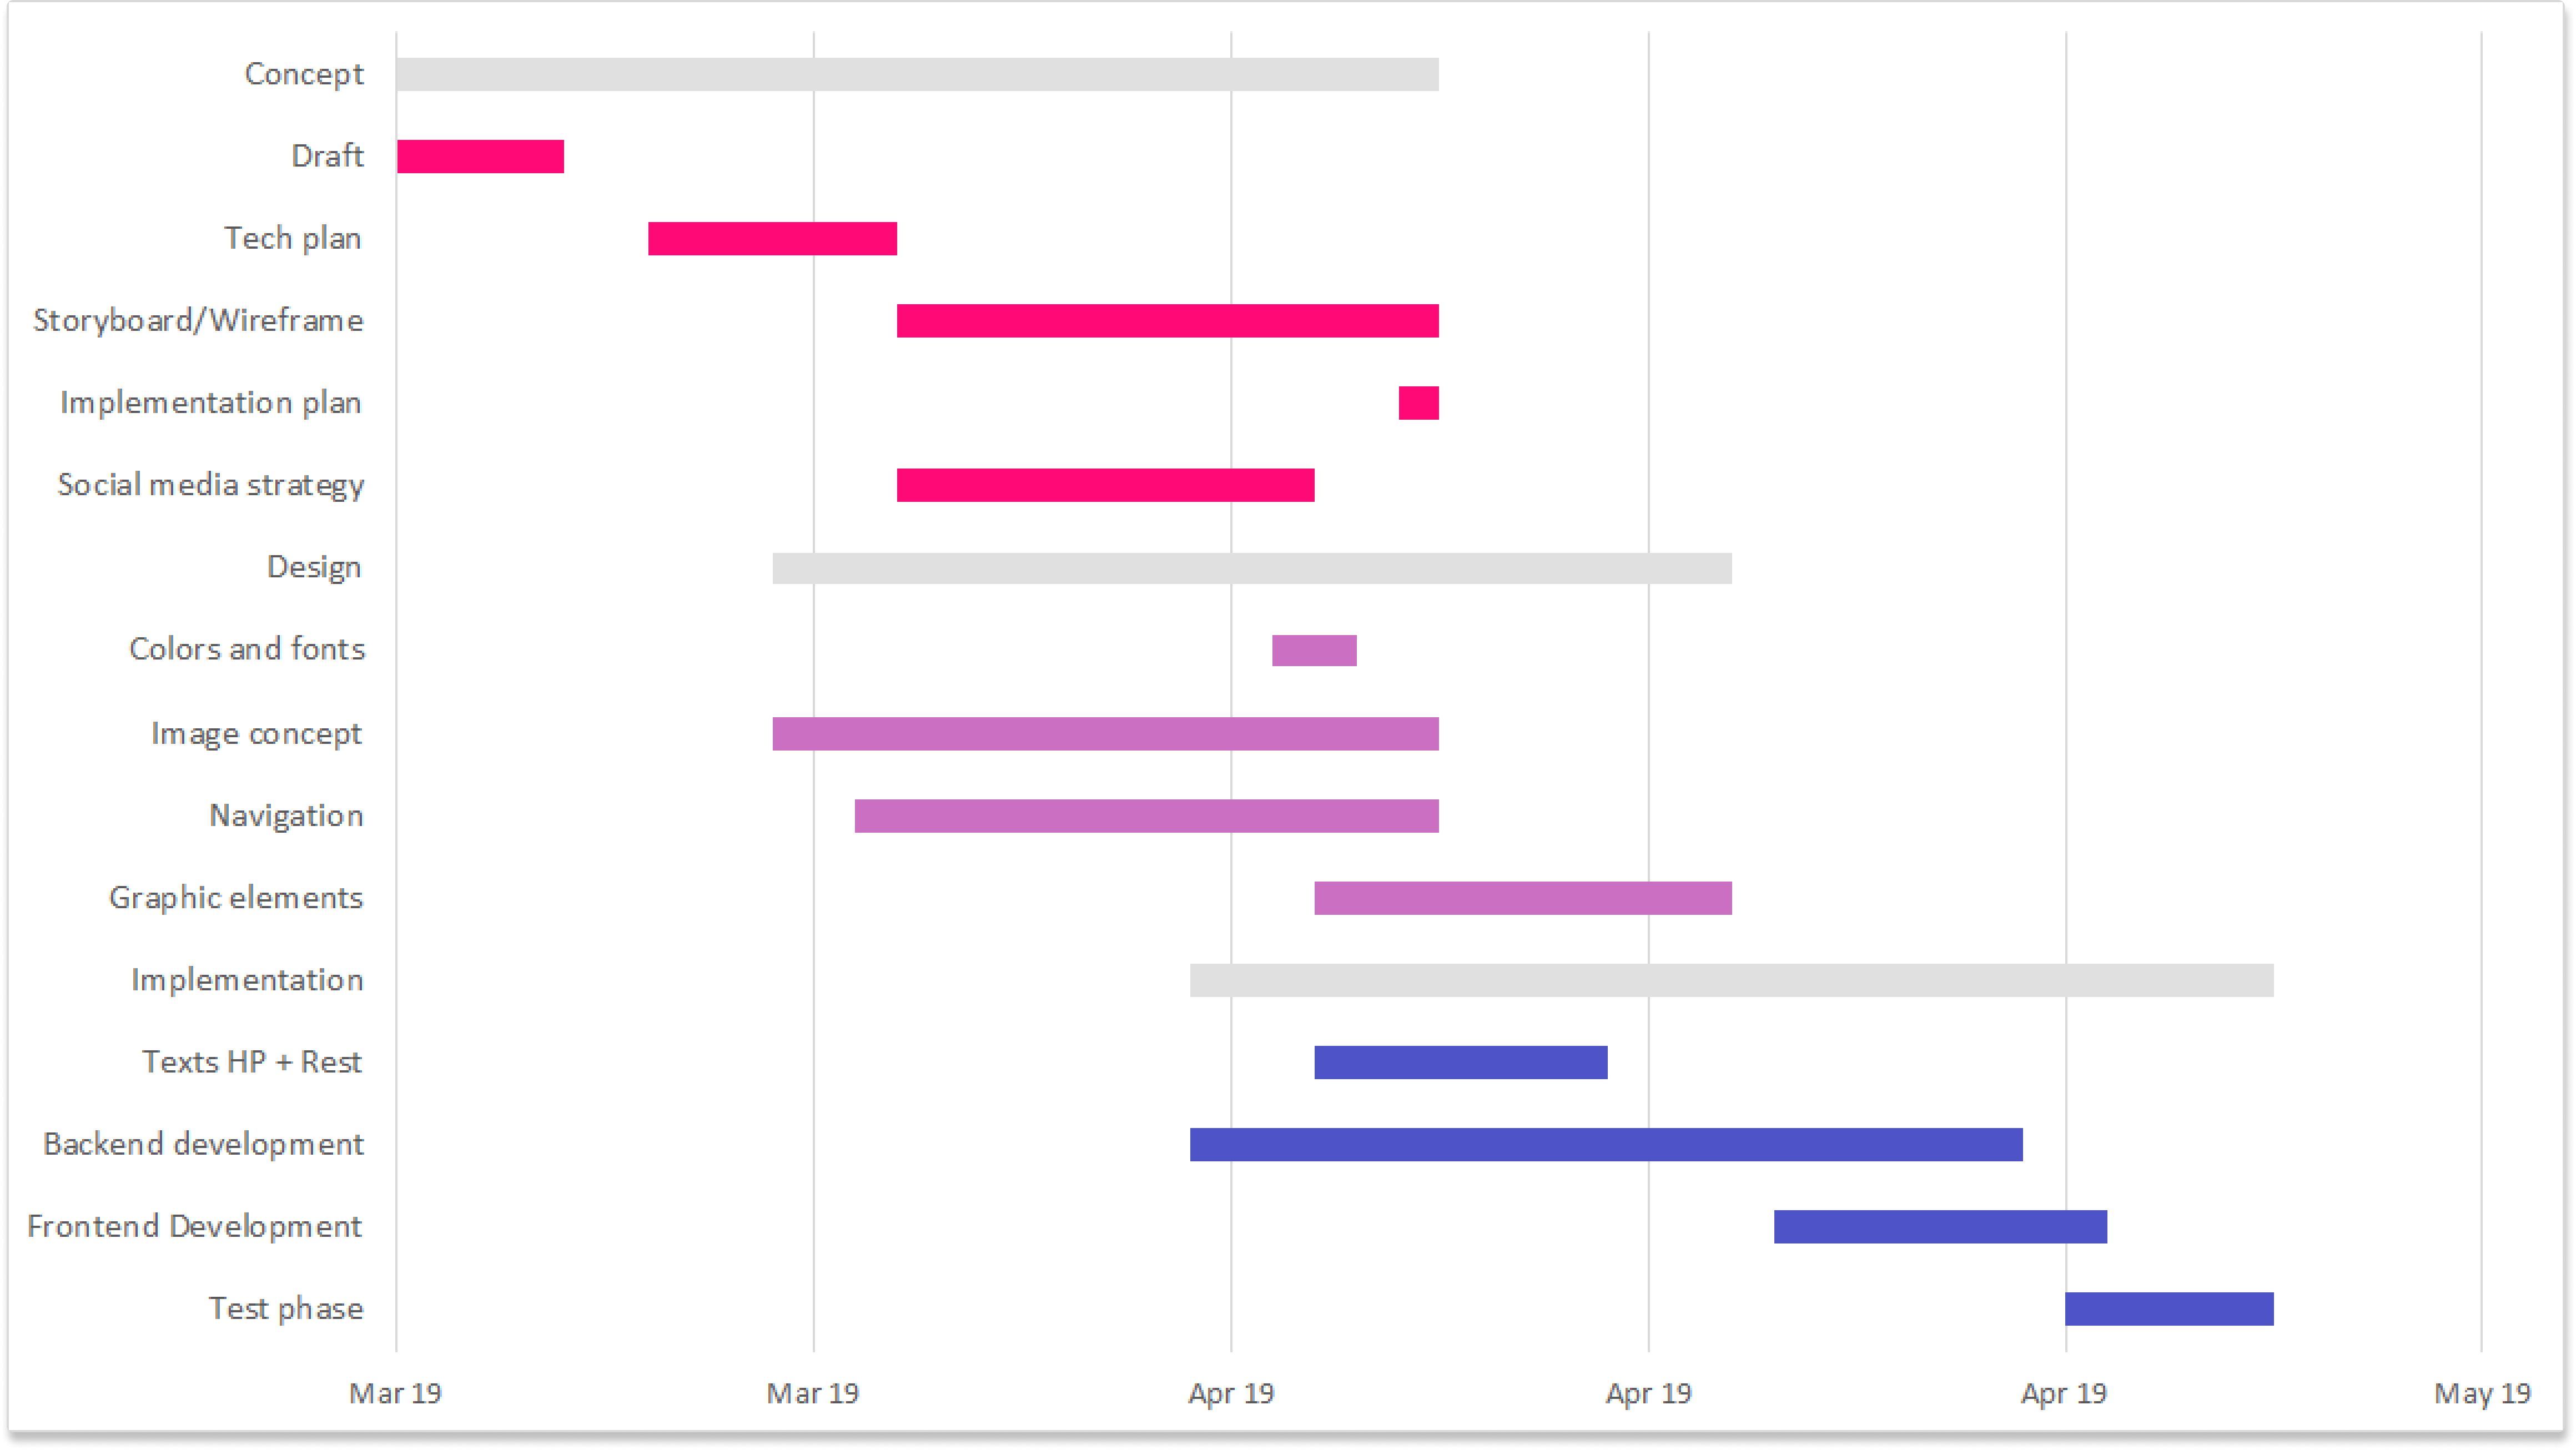 Concept
Draft
Tech plan
Storyboard/Wireframe
Implementation plan
Social media strategy
Design
Colors and fonts
Image concept
Navigation
Graphic elements
Implementation
Texts HP + Rest
Backend development
Frontend Development
Test phase
Mar 19 Mar 19 Apr 19 Apr 19 Apr 19 May 19